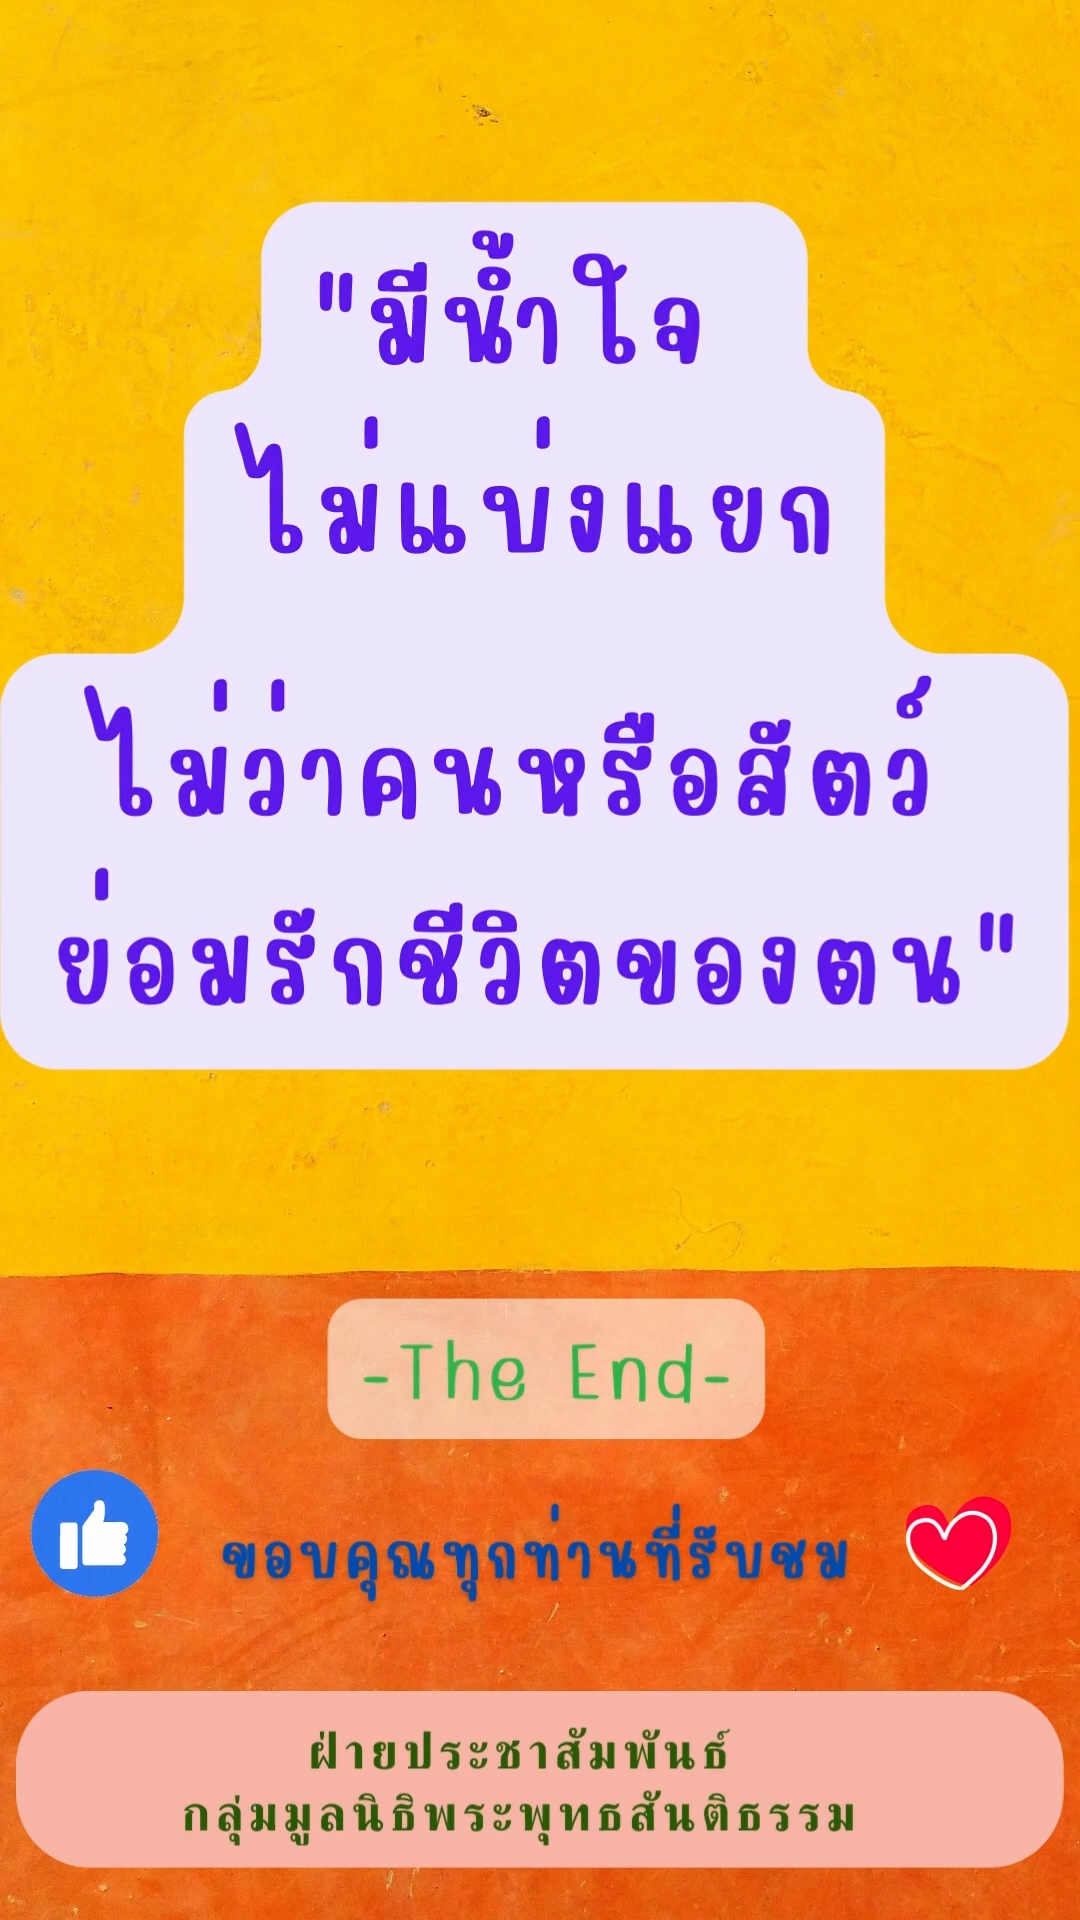 "มีน้ำใจ
ไม่แบ่งแยก
ไม่ว่าคนหรือสัตว์
ย่อมรักชีวิตของตน"
-The End-
ขอบคุณทุกท่านที่รับชม
ฝ่ายประชาสัมพันธ์
กลุ่มมูลนิธิพระพุทธสันติธรรม